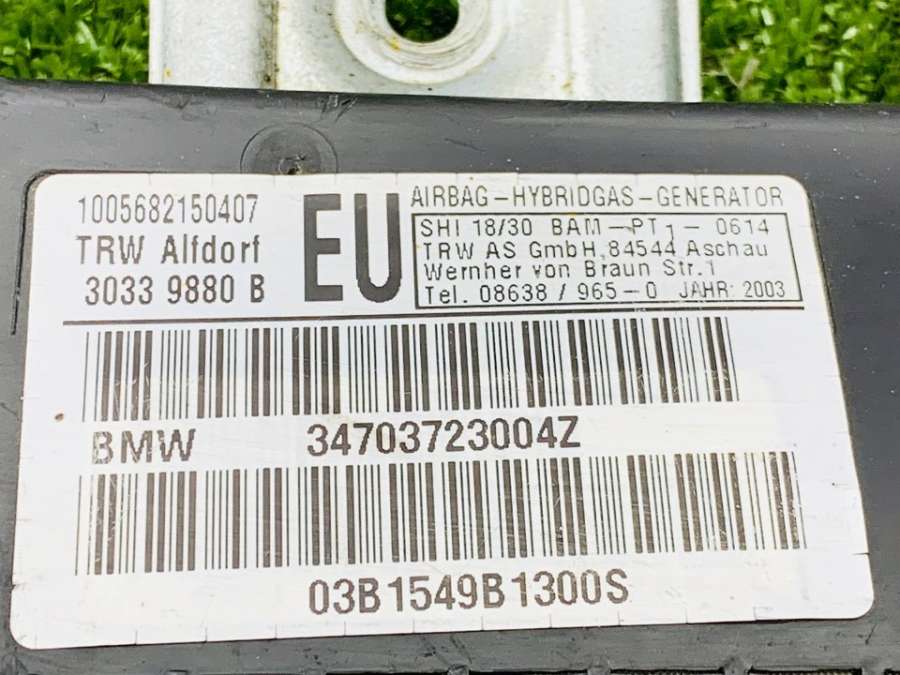 1005682150407
TRW Alfdorf
3033 9880 B
EU
AIRBAG-HYBRIDGAS-GENERATOR
SHI 18/30 BAM-PT1-0614
TRW AS GmbH, 84544 Aschau
Wernher von Braun Str.1
Tel. 08638 / 965-0 JAHR: 2003
BMW 34703723004Z
03B1549B1300S